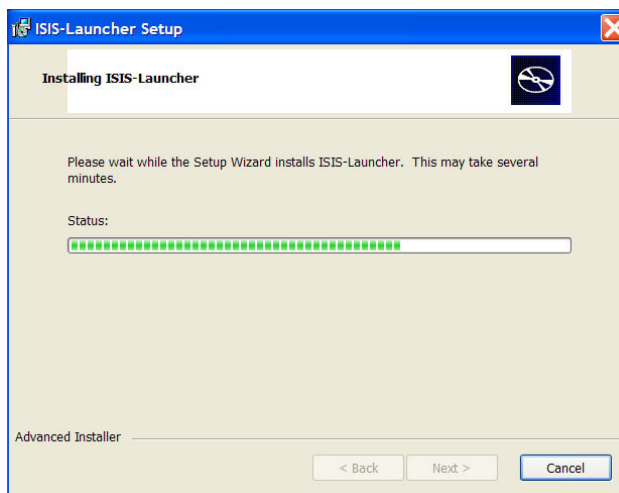 ISIS-Launcher Setup
Installing ISIS-Launcher
Please wait while the Setup Wizard installs ISIS-Launcher. This may take several
minutes.
Status:
Advanced Installer
< Back Next > Cancel